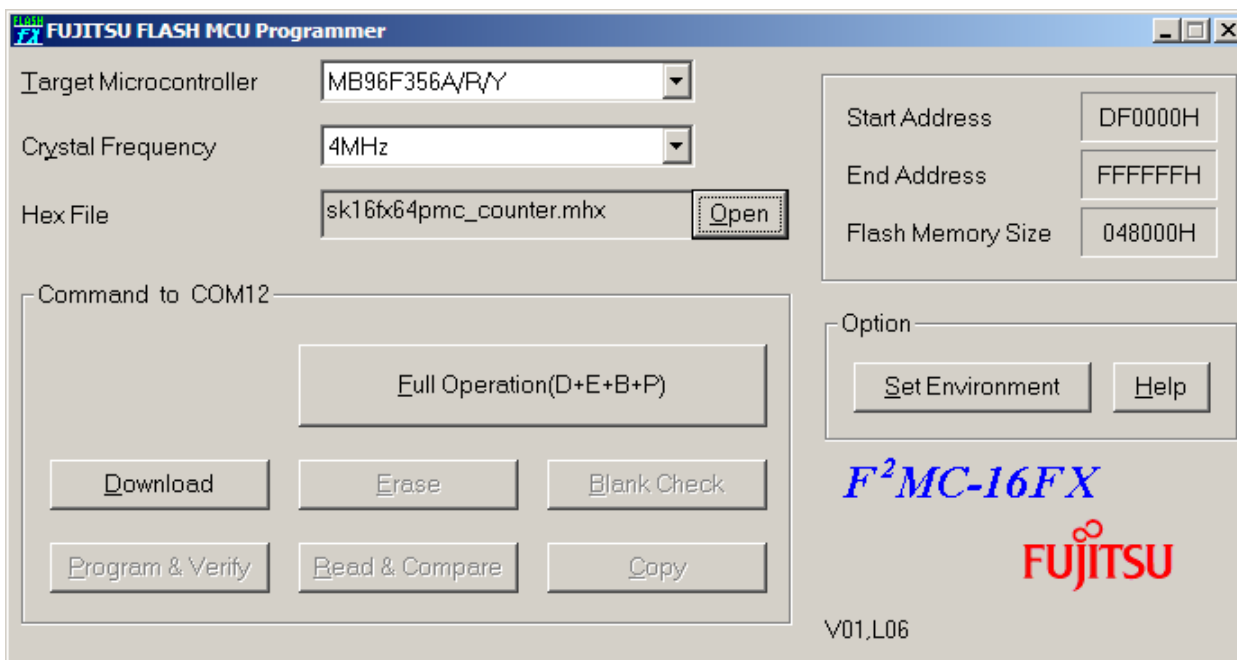 FLASH
FX
FUJITSU FLASH MCU Programmer
Target Microcontroller
MB96F356A/R/Y
Crystal Frequency
4MHz
Hex File
sk16fx64pmc_counter.mhx
Open
Start Address
DF0000H
End Address
FFFFFFH
Flash Memory Size
048000H
Command to COM12
Full Operation(D+E+B+P)
Download
Erase
Blank Check
Program & Verify
Read & Compare
Copy
Option
Set Environment
Help
F²MC-16FX
FUJITSU
V01,L06